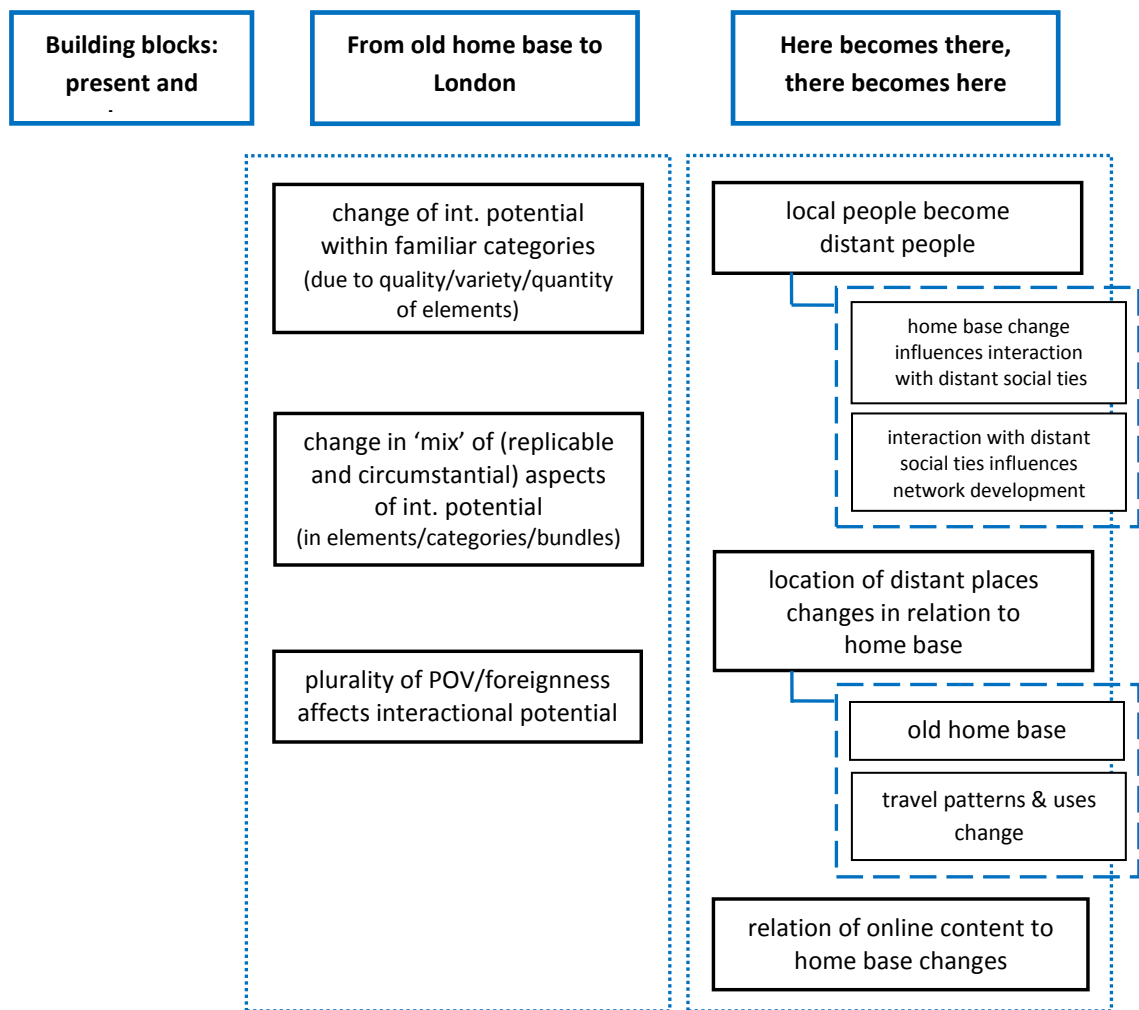 Building blocks:
present and
From old home base to
London
Here becomes there,
there becomes here
change of int. potential
within familiar categories
(due to quality/variety/quantity
of elements)
change in ‘mix’ of (replicable
and circumstantial) aspects
of int. potential
(in elements/categories/bundles)
plurality of POV/foreignness
affects interactional potential
local people become
distant people
home base change
influences interaction
with distant social ties
interaction with distant
social ties influences
network development
location of distant places
changes in relation to
home base
old home base
travel patterns & uses
change
relation of online content to
home base changes